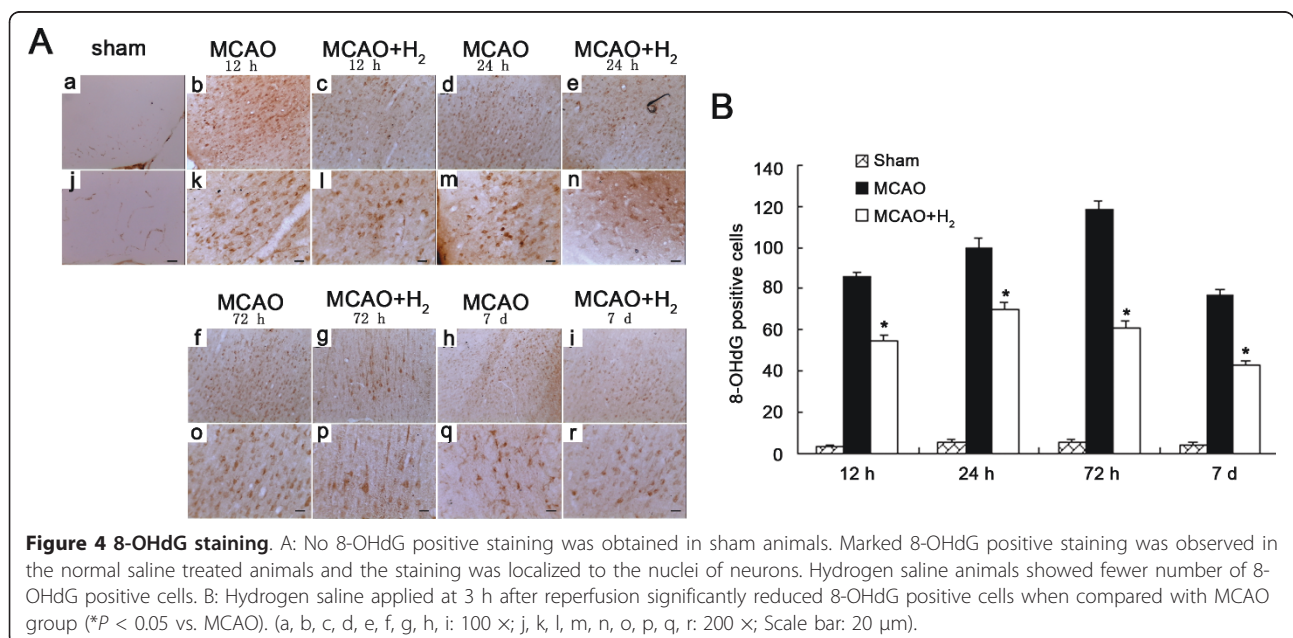 A
sham
MCAO
12 h
MCAO+H₂
12 h
MCAO
24 h
MCAO+H₂
24 h
a
b
c
d
e
j
k
l
m
n
MCAO
72 h
MCAO+H₂
72 h
MCAO
7 d
MCAO+H₂
7 d
f
g
h
i
o
p
q
r
B
8-OHdG positive cells
140
120
100
80
60
40
20
0
Sham
MCAO
MCAO+H₂
*
*
*
*
12 h
24 h
72 h
7 d
Figure 4 8-OHdG staining. A: No 8-OHdG positive staining was obtained in sham animals. Marked 8-OHdG positive staining was observed in
the normal saline treated animals and the staining was localized to the nuclei of neurons. Hydrogen saline animals showed fewer number of 8-
OHdG positive cells. B: Hydrogen saline applied at 3 h after reperfusion significantly reduced 8-OHdG positive cells when compared with MCAO
group (*P < 0.05 vs. MCAO). (a, b, c, d, e, f, g, h, i: 100 ×; j, k, l, m, n, o, p, q, r: 200 ×; Scale bar: 20 μm).